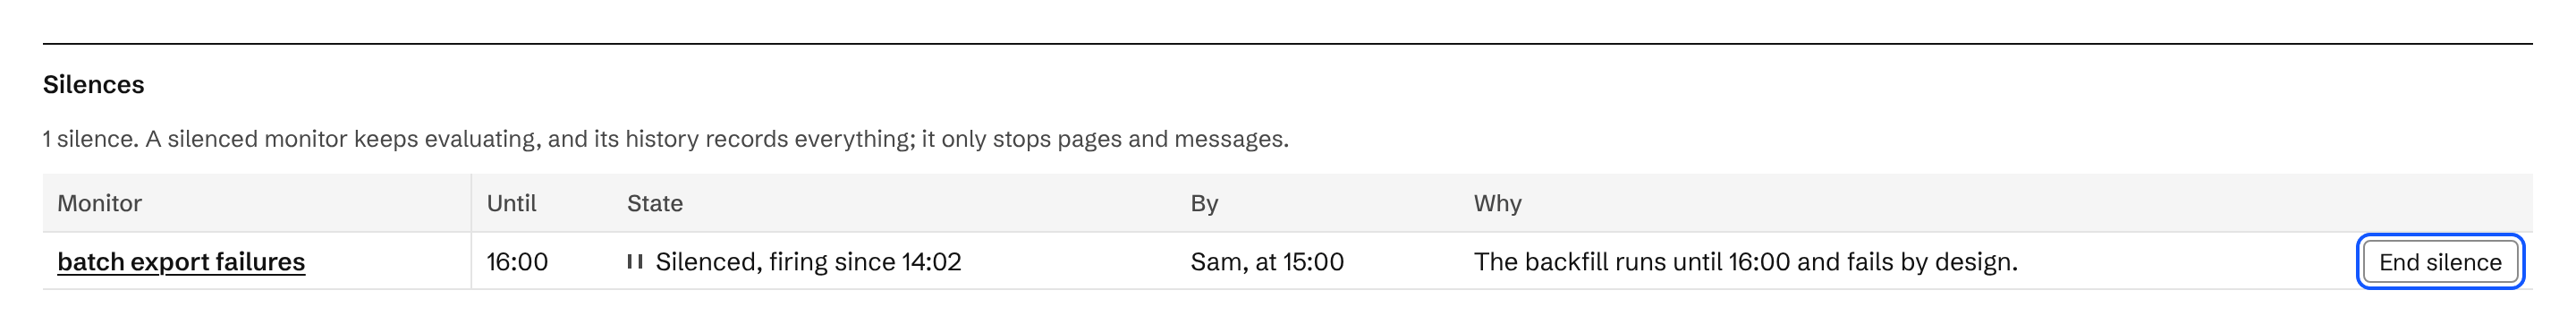 Silences
1 silence. A silenced monitor keeps evaluating, and its history records everything; it only stops pages and messages.
Monitor Until State By Why
batch export failures 16:00 Silenced, firing since 14:02 Sam, at 15:00 The backfill runs until 16:00 and fails by design. End silence